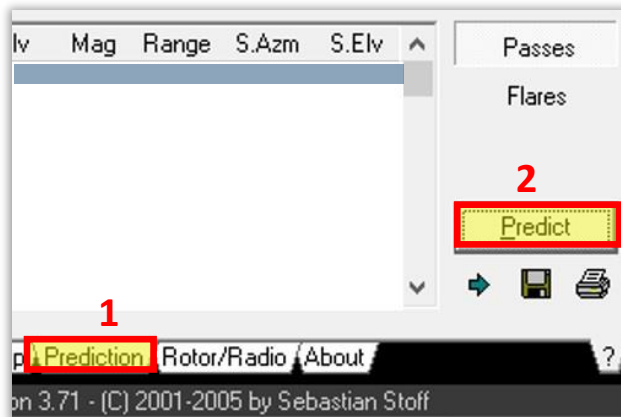 lv Mag Range S.Azm S.Elv
Passes
Flares
2
Predict
1
p Prediction Rotor/Radio About ?
on 3.71 - (C) 2001-2005 by Sebastian Stoff